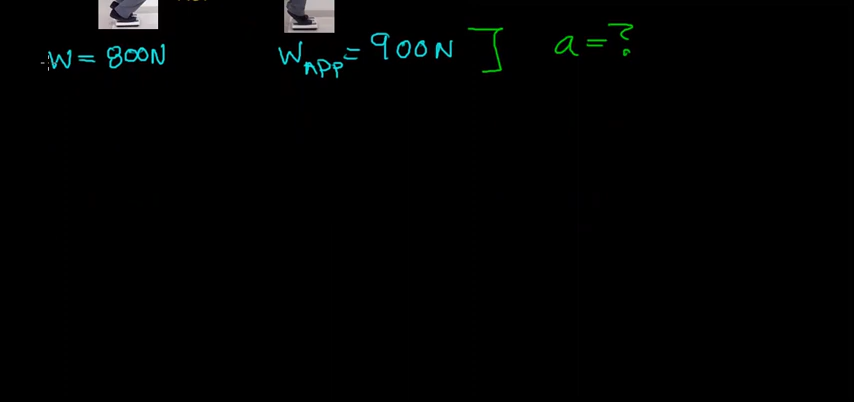 W = 800N W_APP = 900N ] a = ?